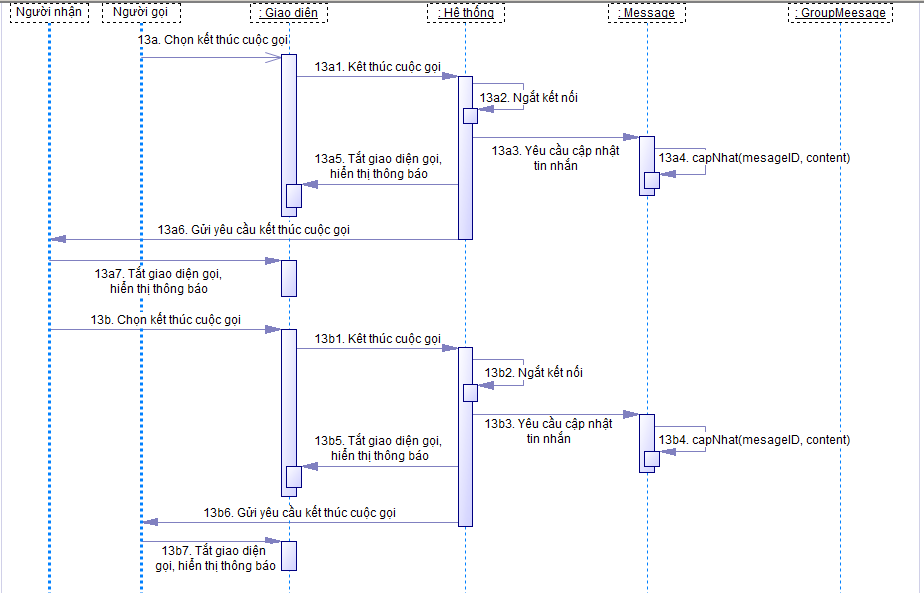 Người nhận
Người gọi
: Giao diên
: Hê thống
: Message
: GroupMeesage
13a. Chọn kết thúc cuộc gọi
13a1. Kêt thúc cuộc gọi
13a2. Ngắt kết nối
13a3. Yêu cầu cập nhật
tin nhắn
13a4. capNhat(mesageID, content)
13a5. Tắt giao diện gọi,
hiển thị thông báo
13a6. Gửi yêu cầu kết thúc cuộc gọi
13a7. Tắt giao diện gọi,
hiển thị thông báo
13b. Chọn kết thúc cuộc gọi
13b1. Kêt thúc cuộc gọi
13b2. Ngắt kết nối
13b3. Yêu cầu cập nhật
tin nhắn
13b4. capNhat(mesageID, content)
13b5. Tắt giao diện gọi,
hiển thị thông báo
13b6. Gửi yêu cầu kết thúc cuộc gọi
13b7. Tắt giao diện
gọi, hiển thị thông báo